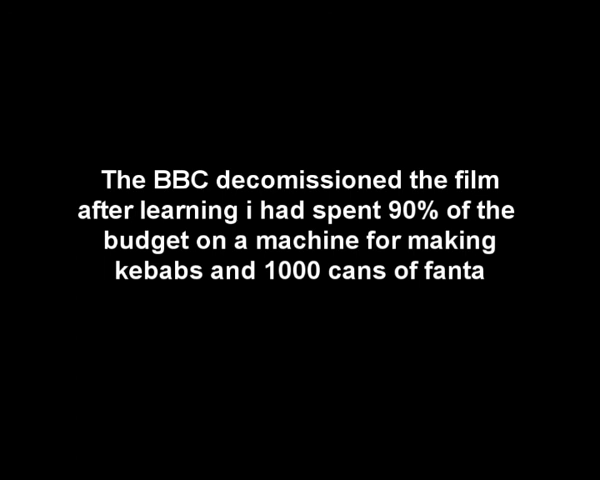 The BBC decomissioned the film
after learning i had spent 90% of the
budget on a machine for making
kebabs and 1000 cans of fanta